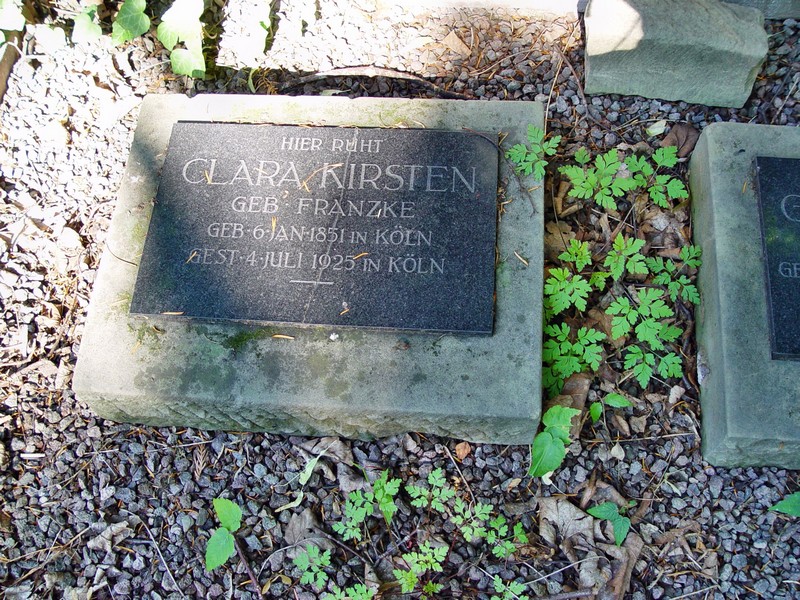 HIER RUHT
CLARA KIRSTEN
GEB. FRANZKE
GEB·6·JAN·1851 IN KÖLN
GEST·4·JULI 1925 IN KÖLN